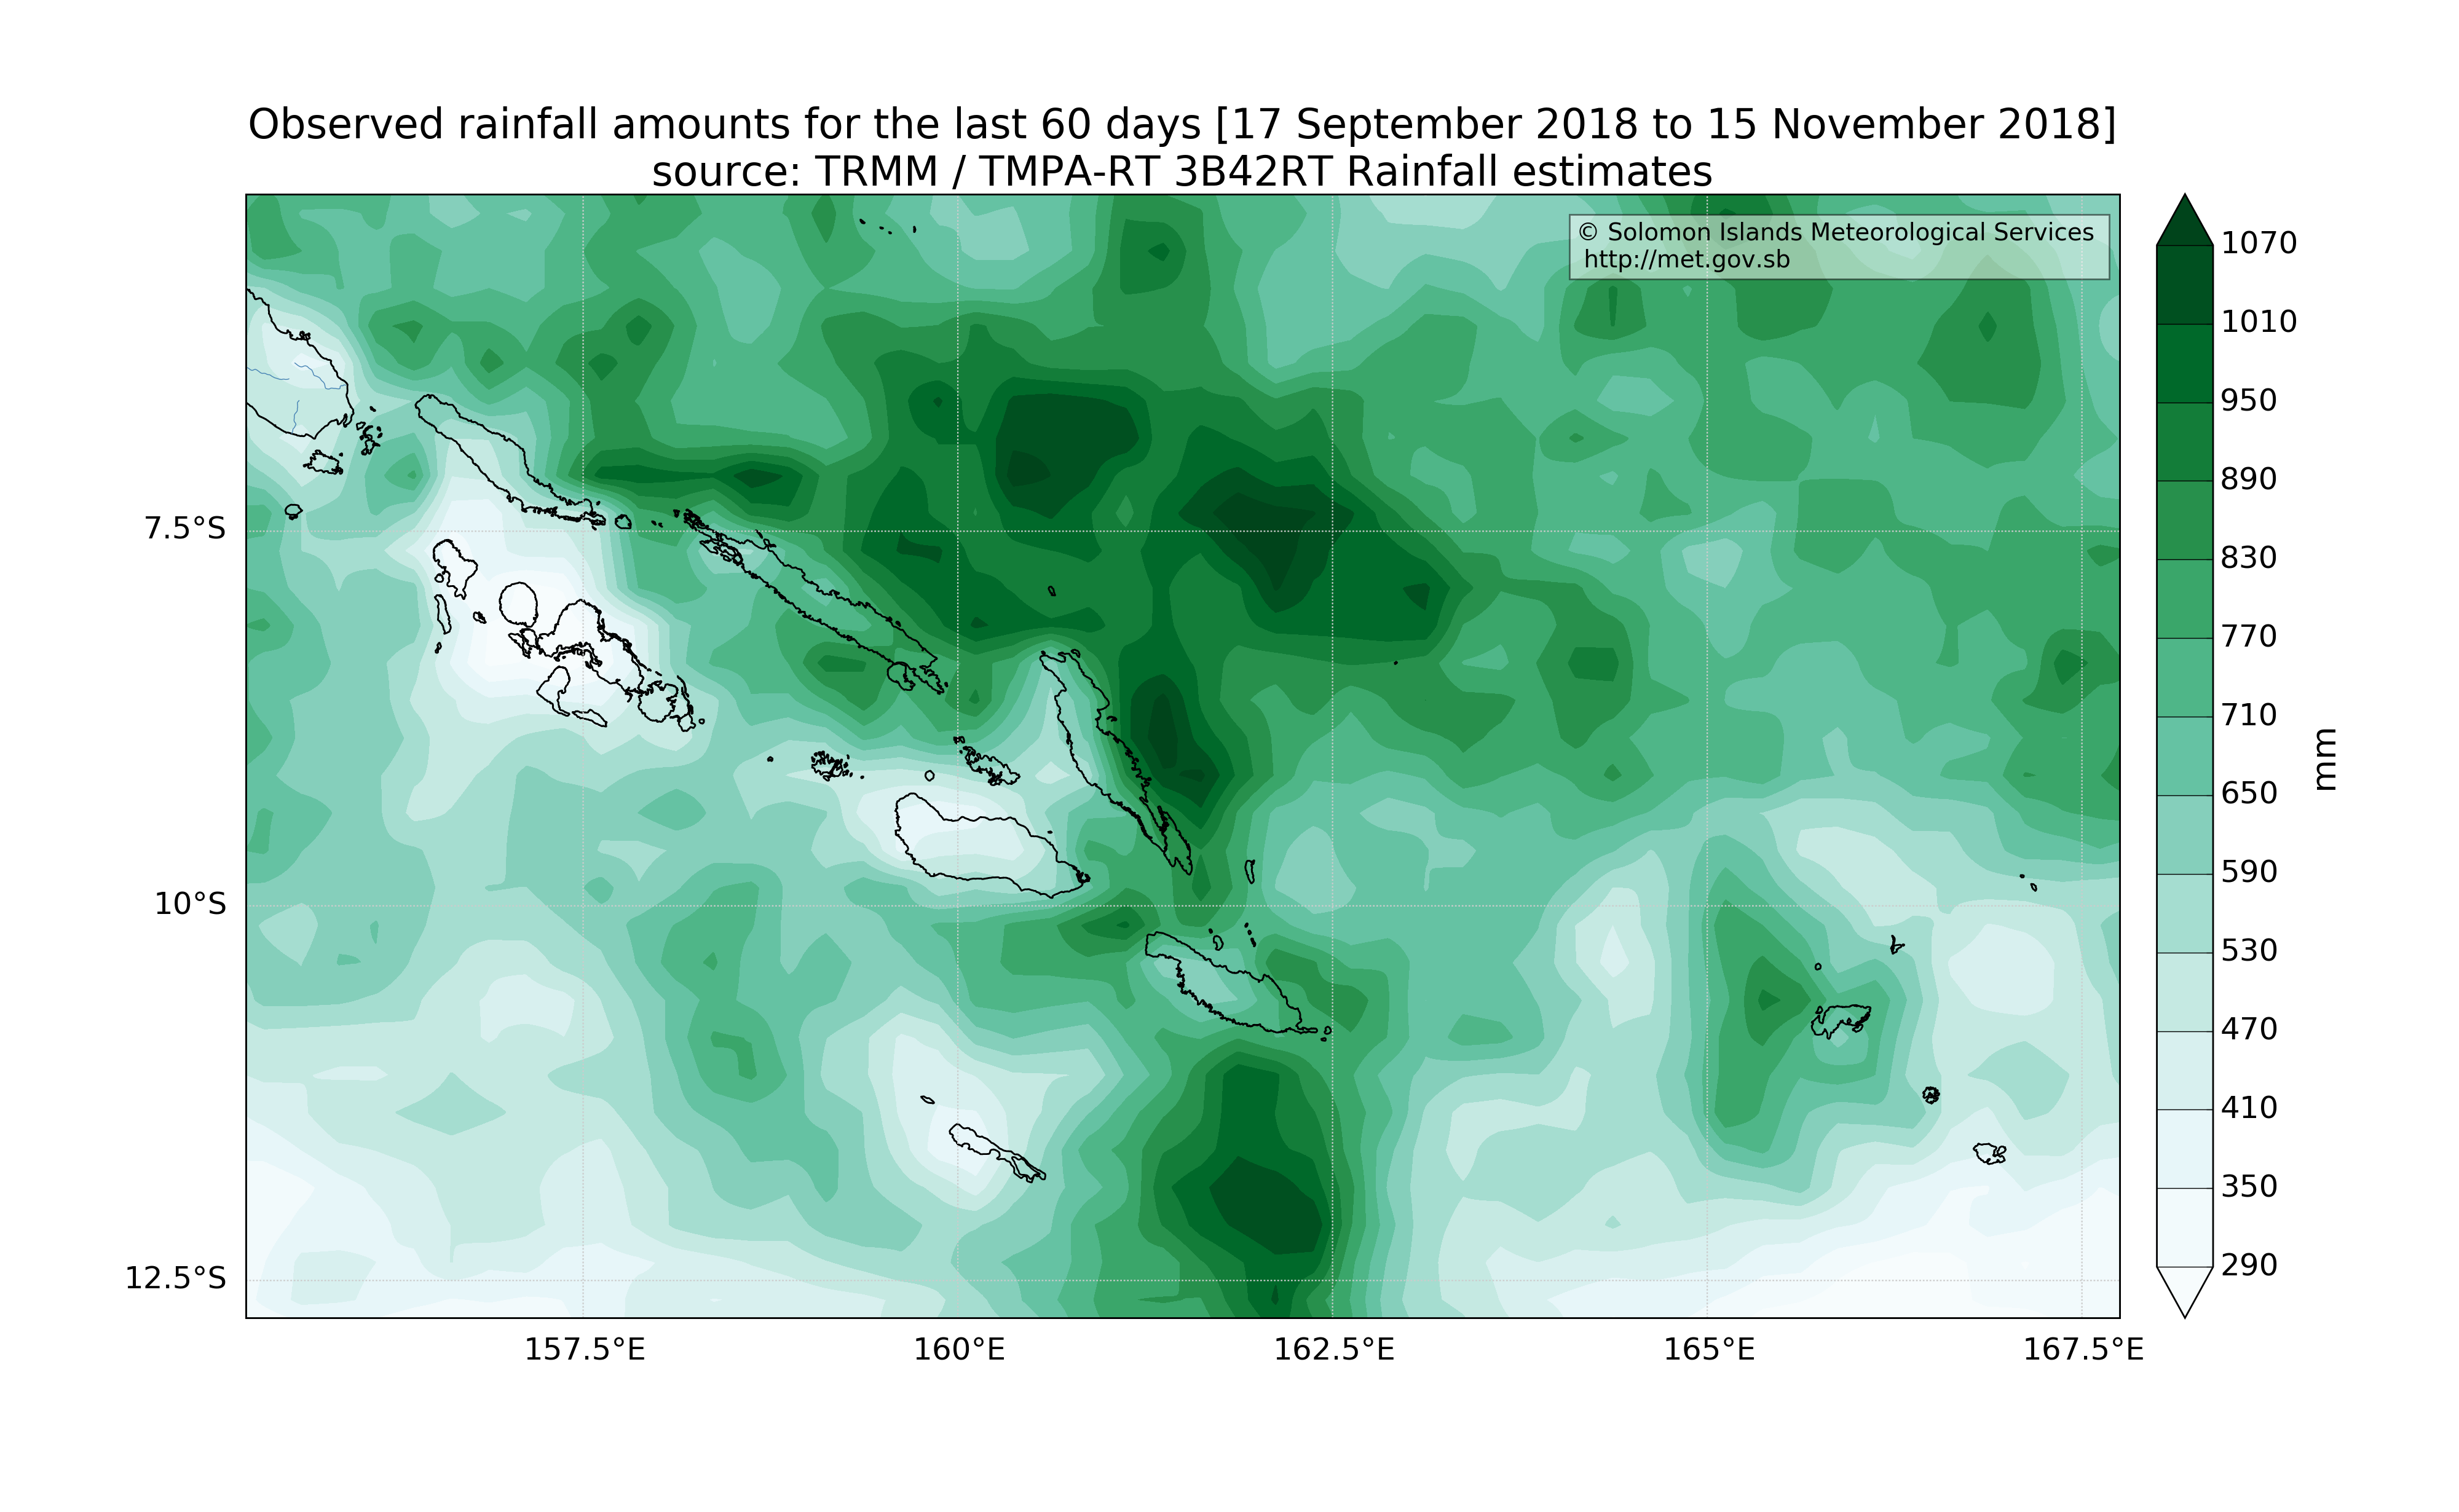 Observed rainfall amounts for the last 60 days [17 September 2018 to 15 November 2018]
source: TRMM / TMPA-RT 3B42RT Rainfall estimates
© Solomon Islands Meteorological Services
http://met.gov.sb
7.5°S
10°S
12.5°S
157.5°E
160°E
162.5°E
165°E
167.5°E
1070
1010
950
890
830
770
710
650
590
530
470
410
350
290
mm